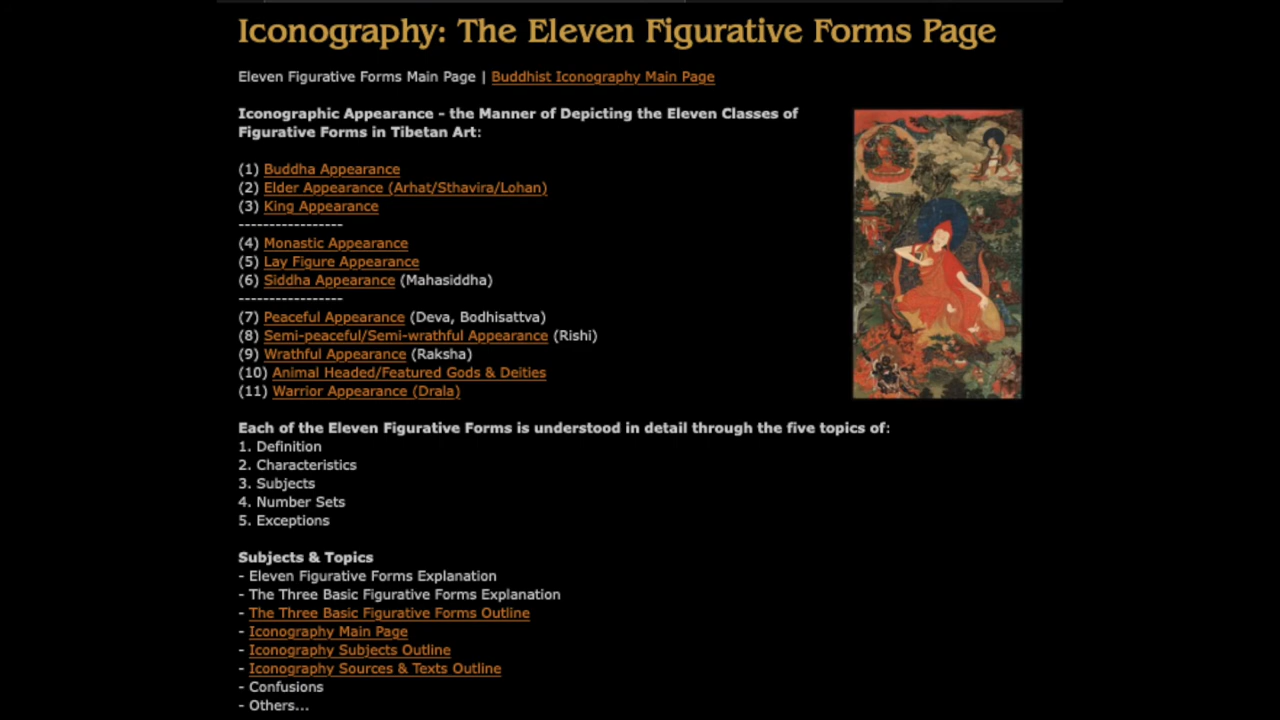 Iconography: The Eleven Figurative Forms Page
Eleven Figurative Forms Main Page | Buddhist Iconography Main Page
Iconographic Appearance - the Manner of Depicting the Eleven Classes of
Figurative Forms in Tibetan Art:
(1) Buddha Appearance
(2) Elder Appearance (Arhat/Sthavira/Lohan)
(3) King Appearance
-----------------
(4) Monastic Appearance
(5) Lay Figure Appearance
(6) Siddha Appearance (Mahasiddha)
-----------------
(7) Peaceful Appearance (Deva, Bodhisattva)
(8) Semi-peaceful/Semi-wrathful Appearance (Rishi)
(9) Wrathful Appearance (Raksha)
(10) Animal Headed/Featured Gods & Deities
(11) Warrior Appearance (Drala)
Each of the Eleven Figurative Forms is understood in detail through the five topics of:
1. Definition
2. Characteristics
3. Subjects
4. Number Sets
5. Exceptions
Subjects & Topics
- Eleven Figurative Forms Explanation
- The Three Basic Figurative Forms Explanation
- The Three Basic Figurative Forms Outline
- Iconography Main Page
- Iconography Subjects Outline
- Iconography Sources & Texts Outline
- Confusions
- Others...